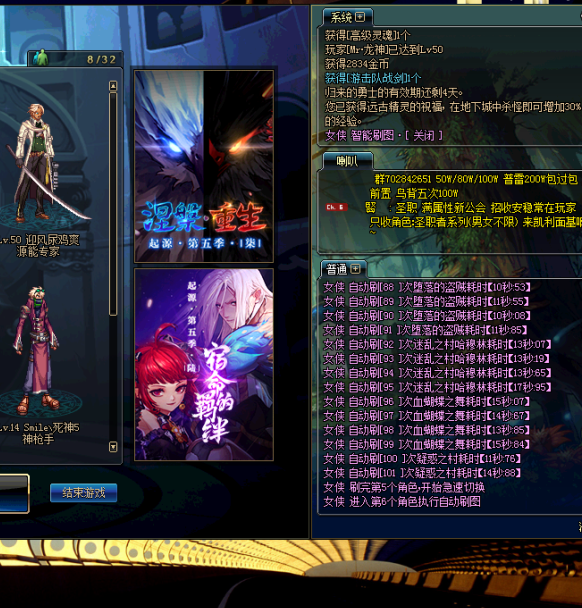 8/32
Lv.50 迎风尿鸡爽
源能专家
Lv.14 Smile\死神5
神枪手
结束游戏
涅槃·重生
起源·第五季·[柒]
起源·第五季·陆
宿命的羁绊
系统
获得[高级灵魂]1个
玩家[Mr·龙神]已达到Lv50
获得2834金币
获得[游击队战剑]1个
归来的勇士的有效期还剩4天。
您已获得远古精灵的祝福，在地下城中杀怪即可增加30%
的经验。
女侠 智能刷图·[ 关闭 ]
喇叭
群702842651 50W/80W/100W 普雷200W包过包
前置 乌背五次100W
Ch. 6
圣职 满属性新公会 招收安稳常在玩家
只收角色:圣职者系列(男女不限) 来凯利面基喔
~
普通
女侠 自动刷[88 ]次堕落的盗贼耗时【10秒:53】
女侠 自动刷[89 ]次堕落的盗贼耗时【11秒:55】
女侠 自动刷[90 ]次堕落的盗贼耗时【10秒:08】
女侠 自动刷[91 ]次堕落的盗贼耗时【11秒:85】
女侠 自动刷[92 ]次迷乱之村哈穆林耗时【13秒:07】
女侠 自动刷[93 ]次迷乱之村哈穆林耗时【13秒:19】
女侠 自动刷[94 ]次迷乱之村哈穆林耗时【13秒:65】
女侠 自动刷[95 ]次迷乱之村哈穆林耗时【17秒:95】
女侠 自动刷[96 ]次血蝴蝶之舞耗时【15秒:07】
女侠 自动刷[97 ]次血蝴蝶之舞耗时【14秒:67】
女侠 自动刷[98 ]次血蝴蝶之舞耗时【13秒:85】
女侠 自动刷[99 ]次血蝴蝶之舞耗时【15秒:84】
女侠 自动刷[100 ]次疑惑之村耗时【11秒:76】
女侠 自动刷[101 ]次疑惑之村耗时【14秒:88】
女侠 刷完第5个角色·开始急速切换
女侠 进入第6个角色执行自动刷图